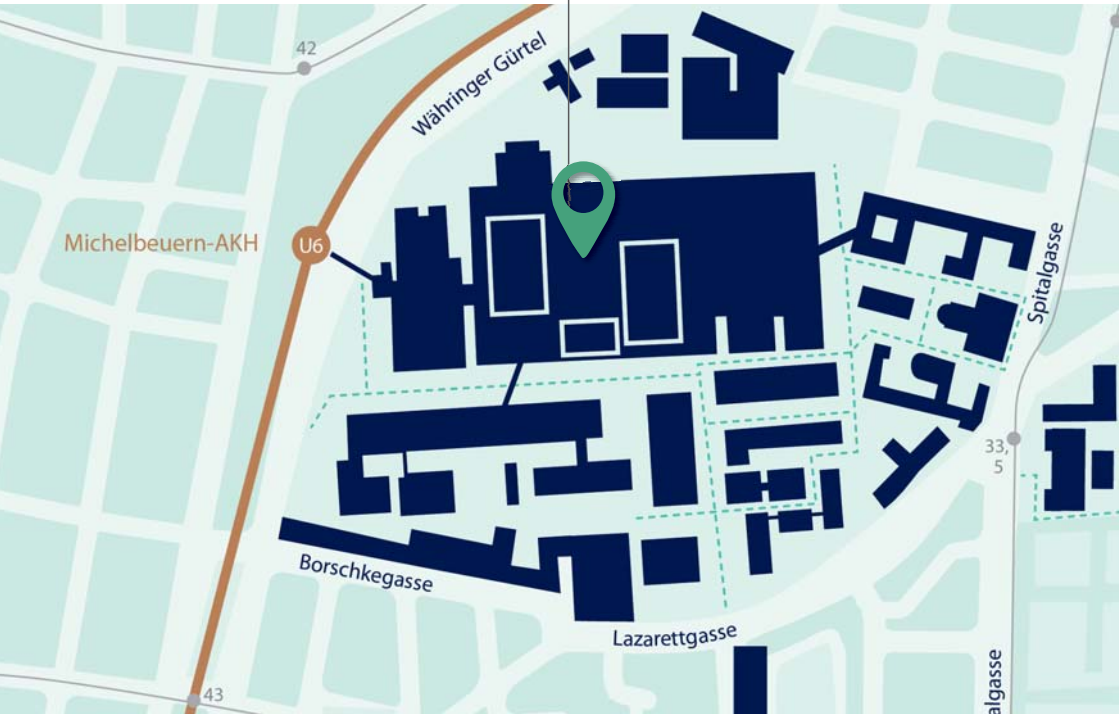 42
Währinger Gürtel
Michelbeuern-AKH
U6
Spitalgasse
33,
5
Borschkegasse
Lazarettgasse
algasse
43